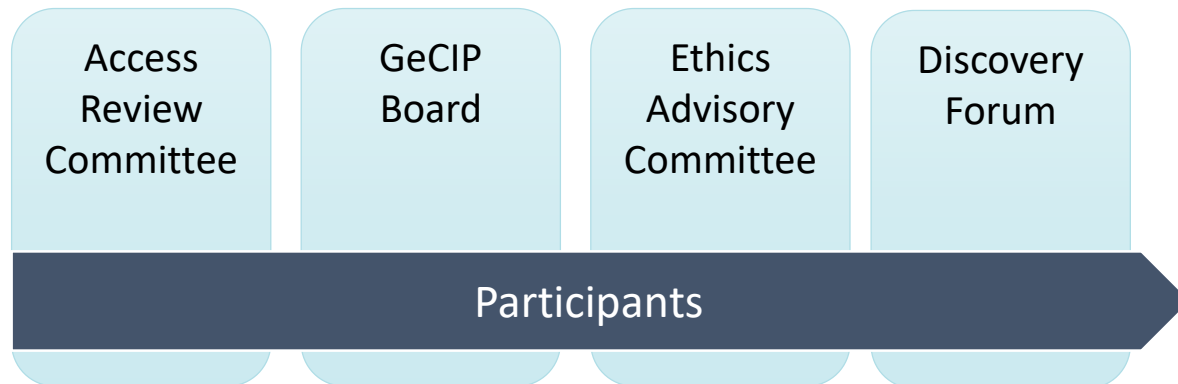 Access
Review
Committee
GeCIP
Board
Ethics
Advisory
Committee
Discovery
Forum
Participants